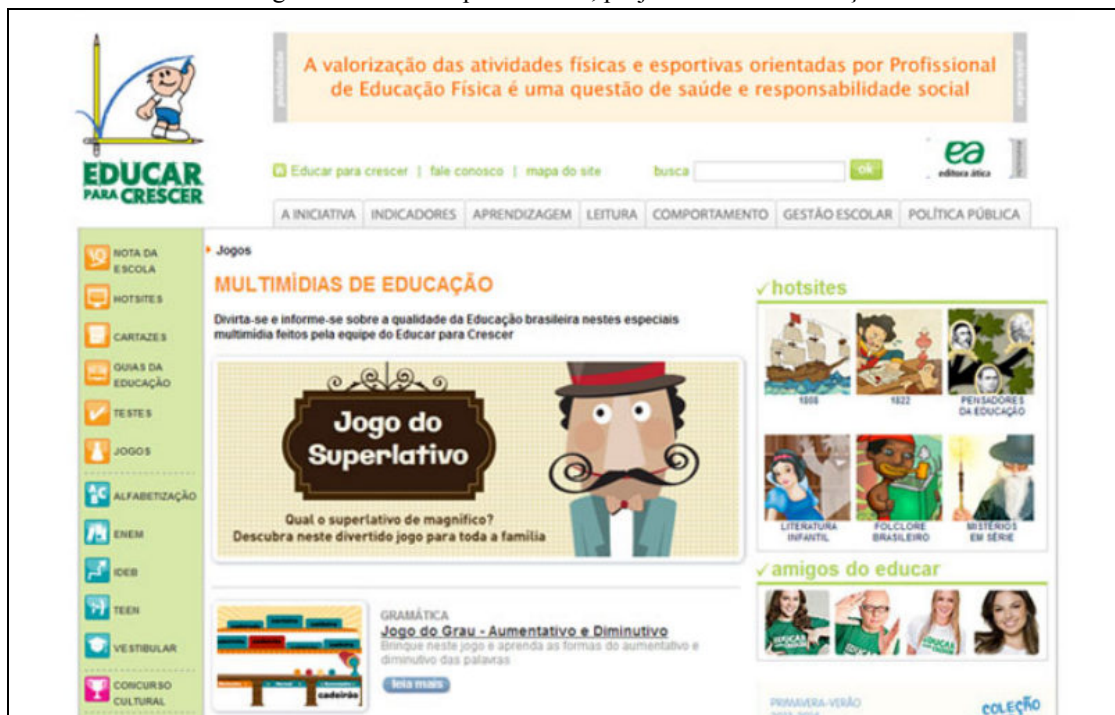 publicidade
A valorização das atividades físicas e esportivas orientadas por Profissional
de Educação Física é uma questão de saúde e responsabilidade social
publicidade
EDUCAR
PARA CRESCER
Educar para crescer | fale conosco | mapa do site
busca
ok
ea
editora ática
A INICIATIVA
INDICADORES
APRENDIZAGEM
LEITURA
COMPORTAMENTO
GESTÃO ESCOLAR
POLÍTICA PÚBLICA
NOTA DA
ESCOLA
HOTSITES
CARTAZES
GUIAS DA
EDUCAÇÃO
TESTES
JOGOS
ALFABETIZAÇÃO
ENEM
IDEB
TEEN
VESTIBULAR
CONCURSO
CULTURAL
Jogos
MULTIMÍDIAS DE EDUCAÇÃO
Divirta-se e informe-se sobre a qualidade da Educação brasileira nestes especiais
multimídia feitos pela equipe do Educar para Crescer
Jogo do
Superlativo
Qual o superlativo de magnífico?
Descubra neste divertido jogo para toda a família
GRAMÁTICA
Jogo do Grau - Aumentativo e Diminutivo
Brinque neste jogo e aprenda as formas do aumentativo e
diminutivo das palavras
leia mais
cadeirão
hotsites
1808
1822
PENSADORES
DA EDUCAÇÃO
LITERATURA
INFANTIL
FOLCLORE
BRASILEIRO
MISTÉRIOS
EM SÉRIE
amigos do educar
PRIMAVERA-VERÃO
COLEÇÃO